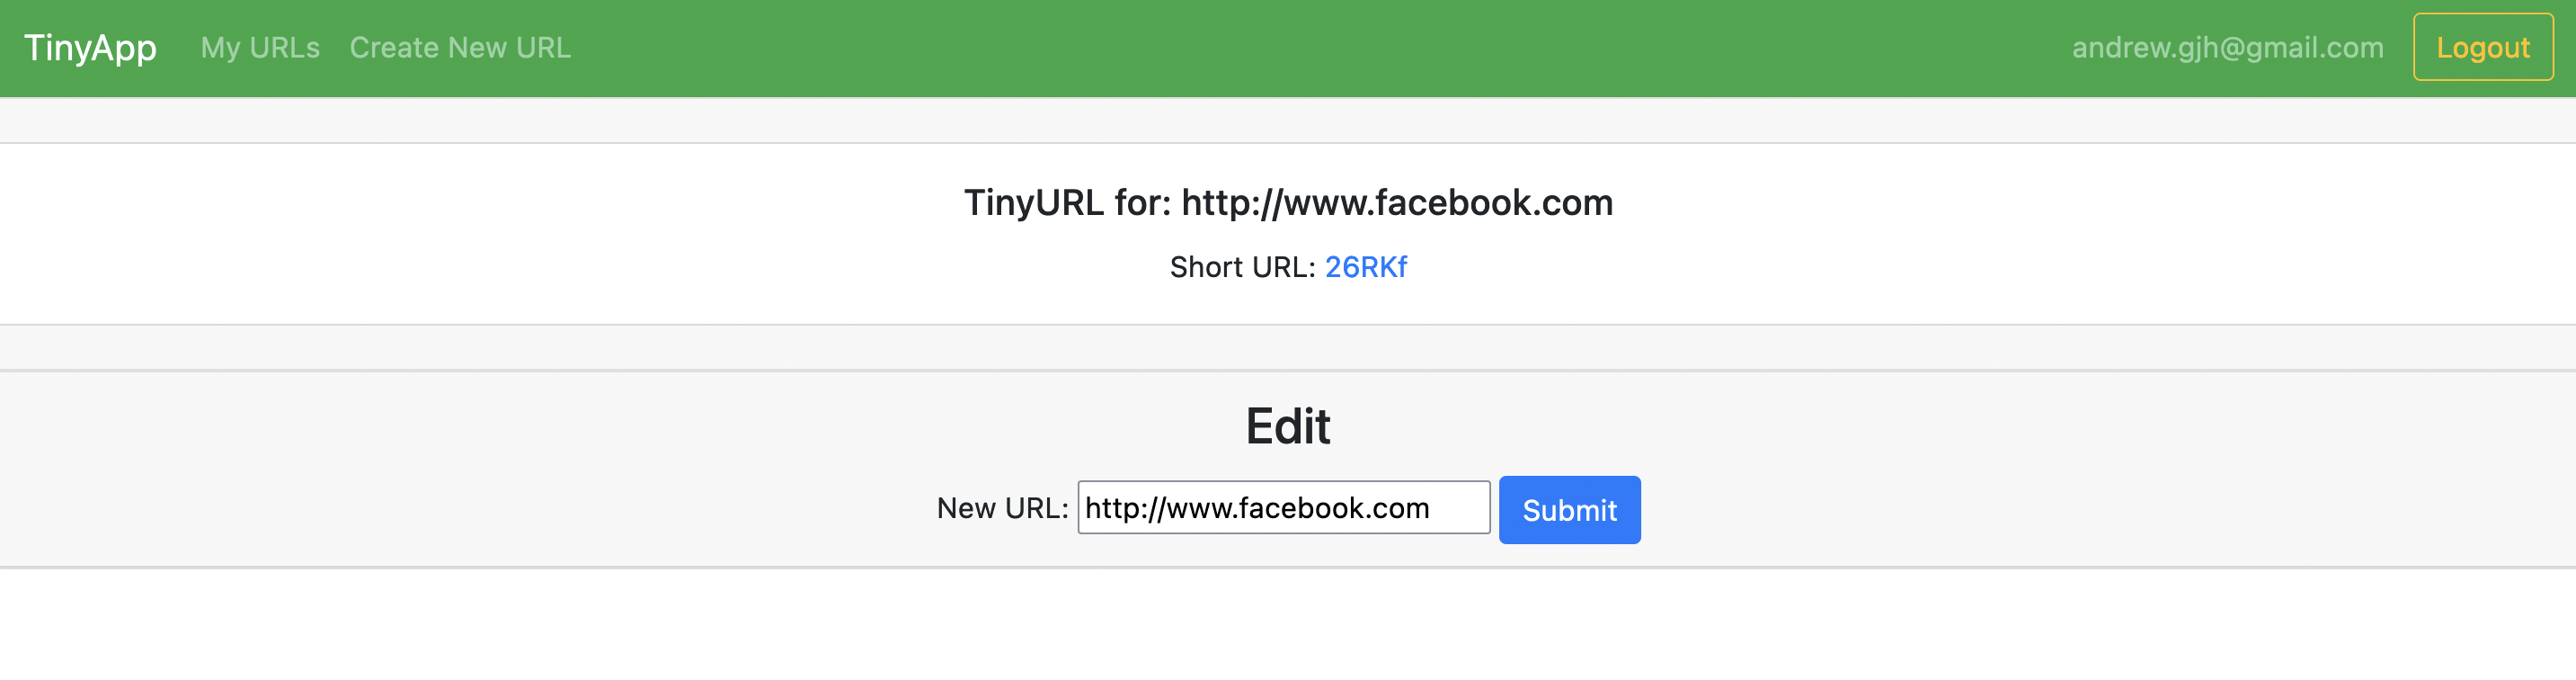 TinyApp My URLs Create New URL andrew.gjh@gmail.com Logout
TinyURL for: http://www.facebook.com
Short URL: 26RKf
Edit
New URL: http://www.facebook.com Submit